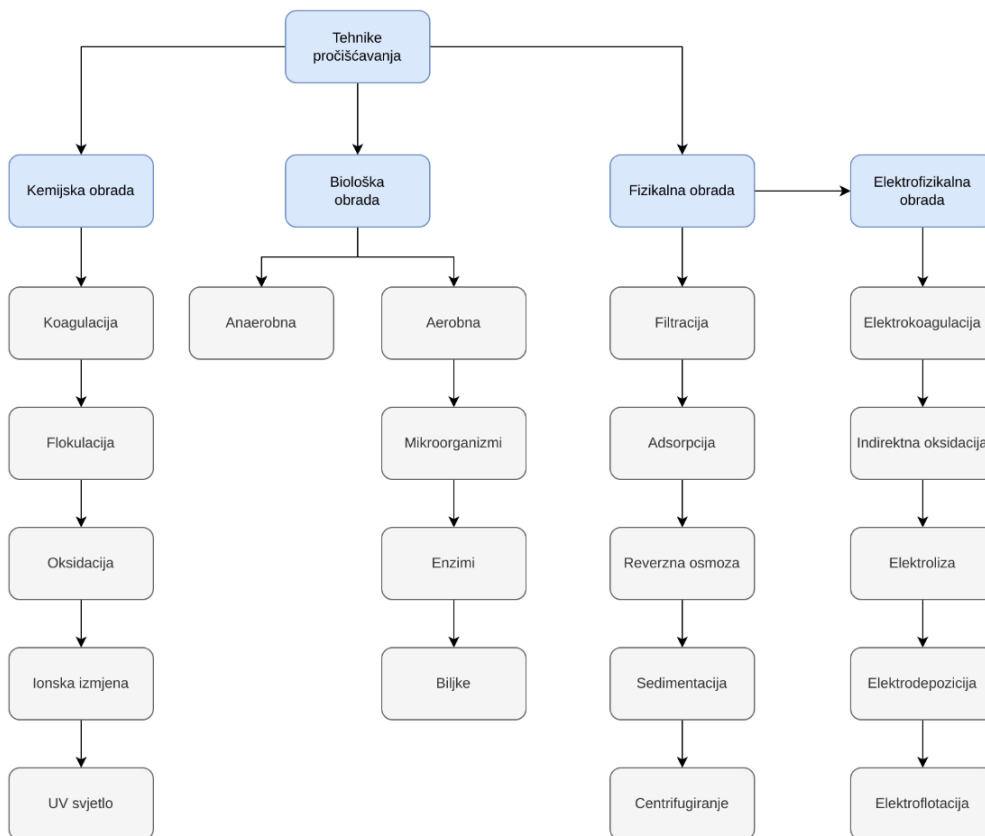 Tehnike
pročišćavanja
Kemijska obrada
Biološka
obrada
Fizikalna obrada
Elektrofizikalna
obrada
Koagulacija
Anaerobna
Aerobna
Filtracija
Elektrokoagulacija
Flokulacija
Mikroorganizmi
Adsorpcija
Indirektna oksidacija
Oksidacija
Enzimi
Reverzna osmoza
Elektroliza
Ionska izmjena
Biljke
Sedimentacija
Elektrodepozicija
UV svjetlo
Centrifugiranje
Elektroflotacija